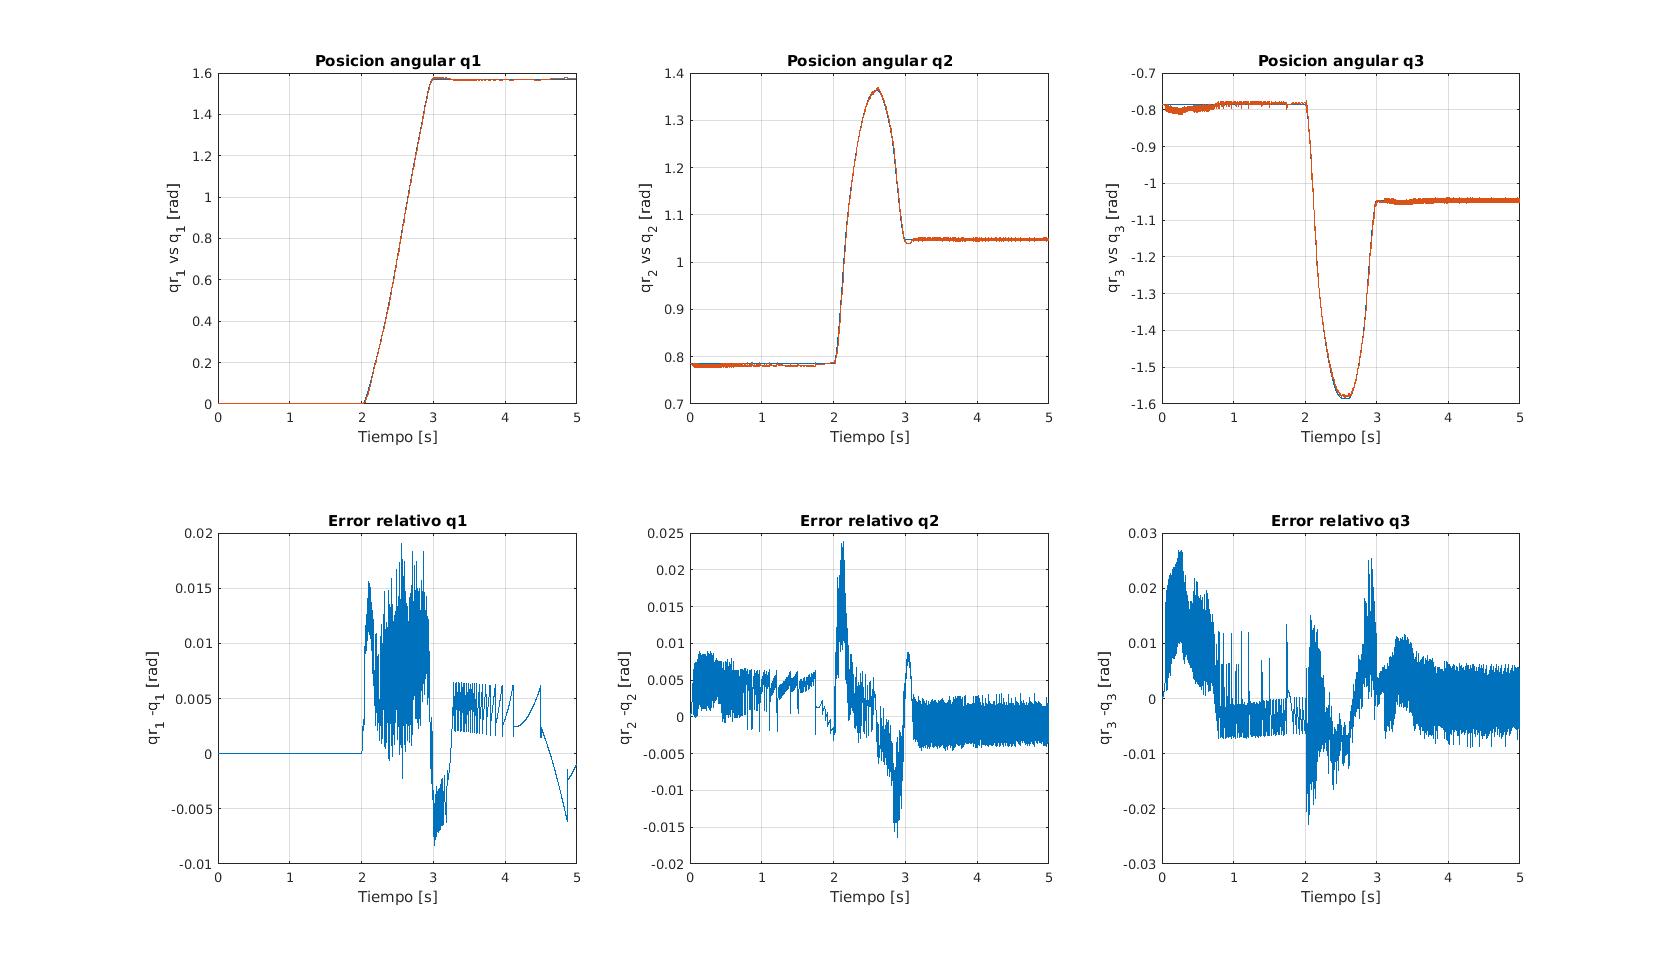 Posicion angular q1
1.6
1.4
1.2
1
0.8
0.6
0.4
0.2
0
0 1 2 3 4 5
Tiempo [s]
qr1 vs q1 [rad]
Posicion angular q2
1.4
1.3
1.2
1.1
1
0.9
0.8
0.7
0 1 2 3 4 5
Tiempo [s]
qr2 vs q2 [rad]
Posicion angular q3
-0.7
-0.8
-0.9
-1
-1.1
-1.2
-1.3
-1.4
-1.5
-1.6
0 1 2 3 4 5
Tiempo [s]
qr3 vs q3 [rad]
Error relativo q1
0.02
0.015
0.01
0.005
0
-0.005
-0.01
0 1 2 3 4 5
Tiempo [s]
qr1 -q1 [rad]
Error relativo q2
0.025
0.02
0.015
0.01
0.005
0
-0.005
-0.01
-0.015
-0.02
0 1 2 3 4 5
Tiempo [s]
qr2 -q2 [rad]
Error relativo q3
0.03
0.02
0.01
0
-0.01
-0.02
-0.03
0 1 2 3 4 5
Tiempo [s]
qr3 -q3 [rad]